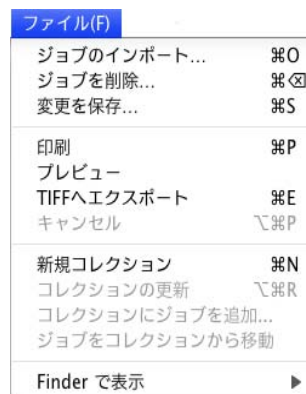 ファイル(F)
ジョブのインポート... ⌘O
ジョブを削除... ⌘⌫
変更を保存... ⌘S
印刷 ⌘P
プレビュー
TIFFへエクスポート ⌘E
キャンセル ⌥⌘P
新規コレクション ⌘N
コレクションの更新 ⌥⌘R
コレクションにジョブを追加...
ジョブをコレクションから移動
Finder で表示 ▶